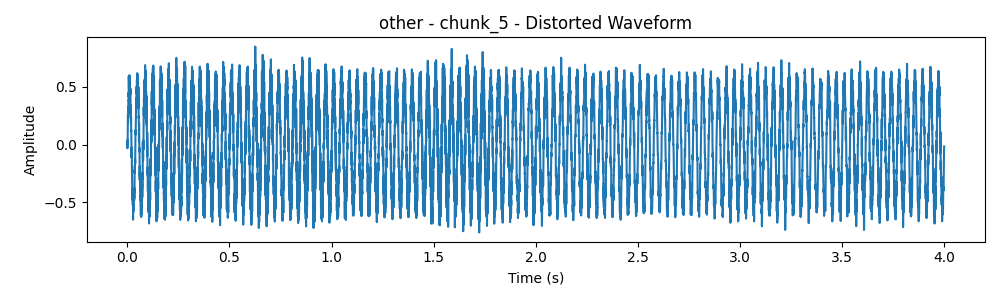 other - chunk_5 - Distorted Waveform
Amplitude
0.5
0.0
−0.5
0.0 0.5 1.0 1.5 2.0 2.5 3.0 3.5 4.0
Time (s)